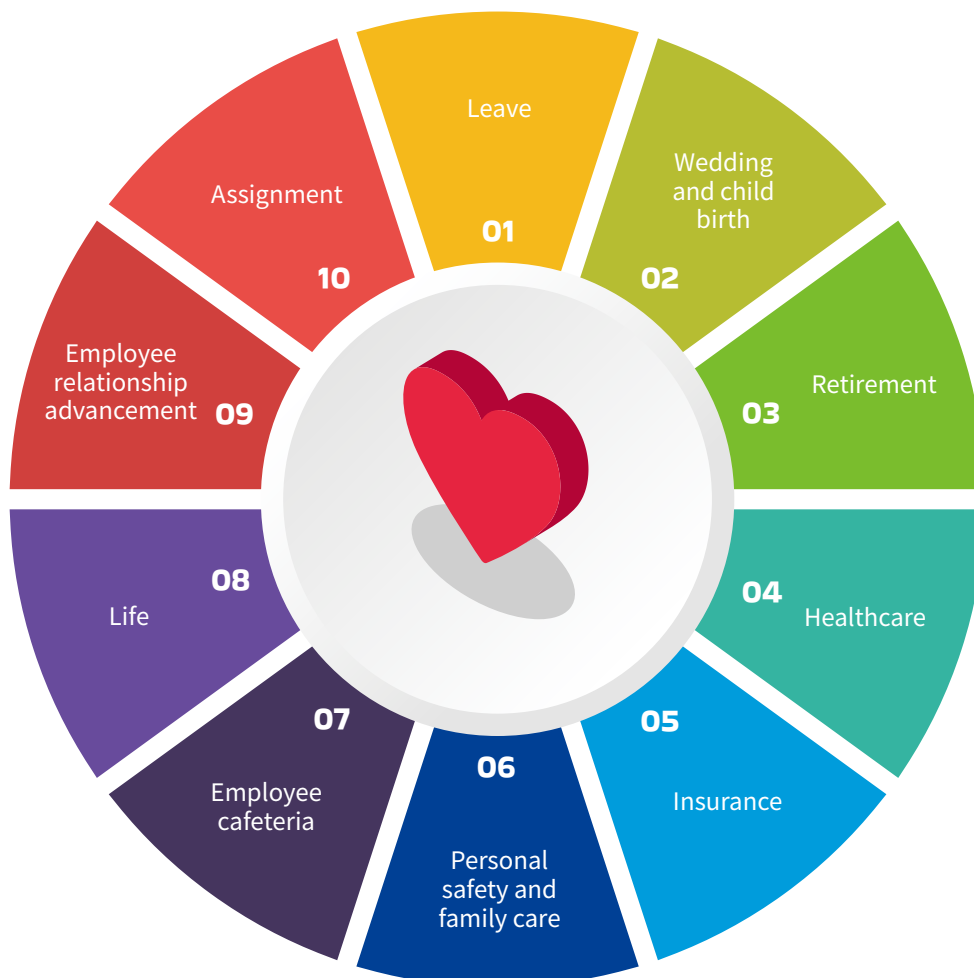 Leave
01
Wedding
and child
birth
02
Retirement
03
04
Healthcare
05
Insurance
06
Personal
safety and
family care
07
Employee
cafeteria
08
Life
Employee
relationship
advancement
09
Assignment
10